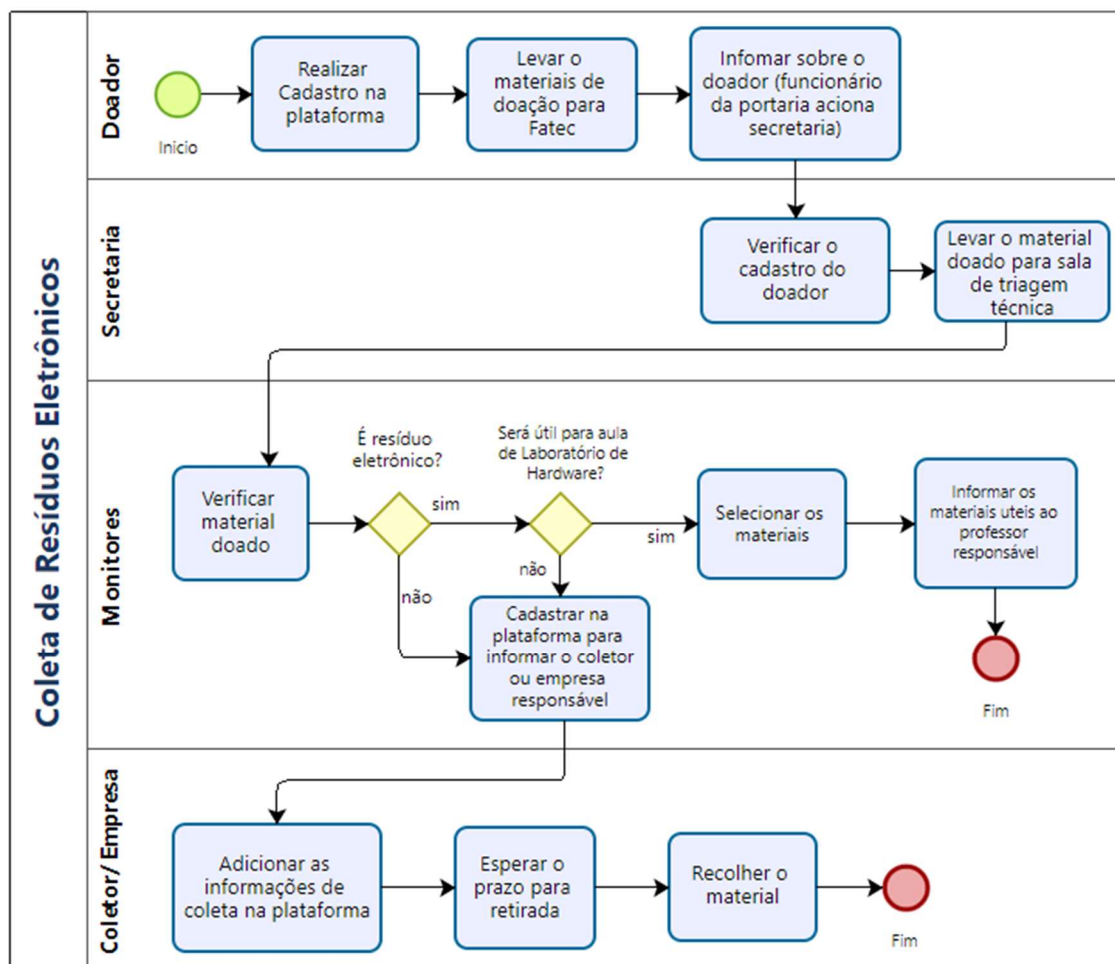 Coleta de Resíduos Eletrônicos
Doador
Inicio
Realizar
Cadastro na
plataforma
Levar o
materiais de
doação para
Fatec
Infomar sobre o
doador (funcionário
da portaria aciona
secretaria)
Secretaria
Verificar o
cadastro do
doador
Levar o material
doado para sala
de triagem
técnica
Monitores
Verificar
material
doado
É resíduo
eletrônico?
sim
não
Será útil para aula
de Laboratório de
Hardware?
sim
não
Selecionar os
materiais
Informar os
materiais uteis ao
professor
responsável
Fim
Cadastrar na
plataforma para
informar o coletor
ou empresa
responsável
Coletor/ Empresa
Adicionar as
informações de
coleta na plataforma
Esperar o
prazo para
retirada
Recolher o
material
Fim